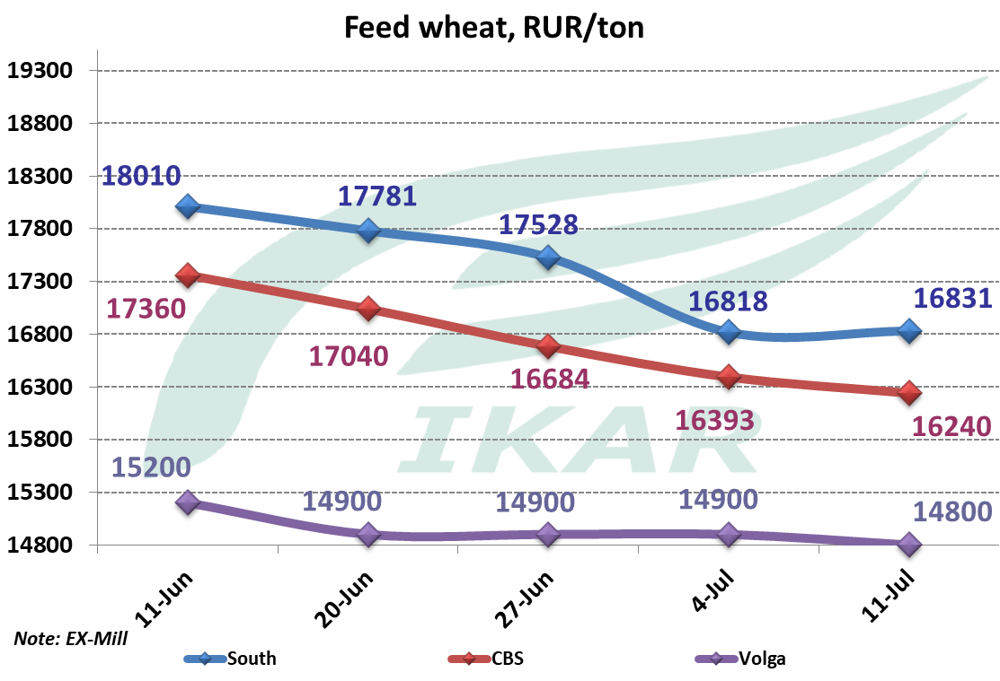 Feed wheat, RUR/ton
19300
18800
18300
17800
17300
16800
16300
15800
15300
14800
18010
17781
17528
16818
16831
17360
17040
16684
16393
16240
15200
14900
14900
14900
14800
IKAR
11-Jun
20-Jun
27-Jun
4-Jul
11-Jul
Note: EX-Mill
South
CBS
Volga